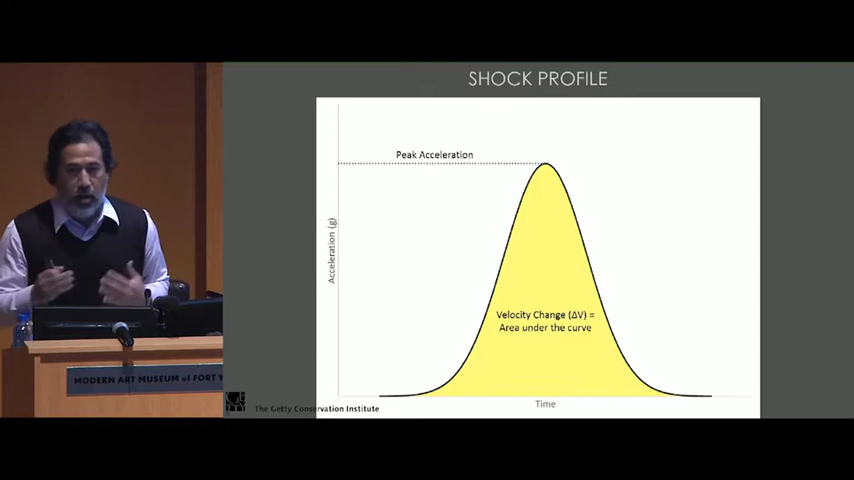 SHOCK PROFILE
Peak Acceleration
Acceleration (g)
Velocity Change (ΔV) =
Area under the curve
Time
MODERN ART MUSEUM OF FORT W
The Getty Conservation Institute